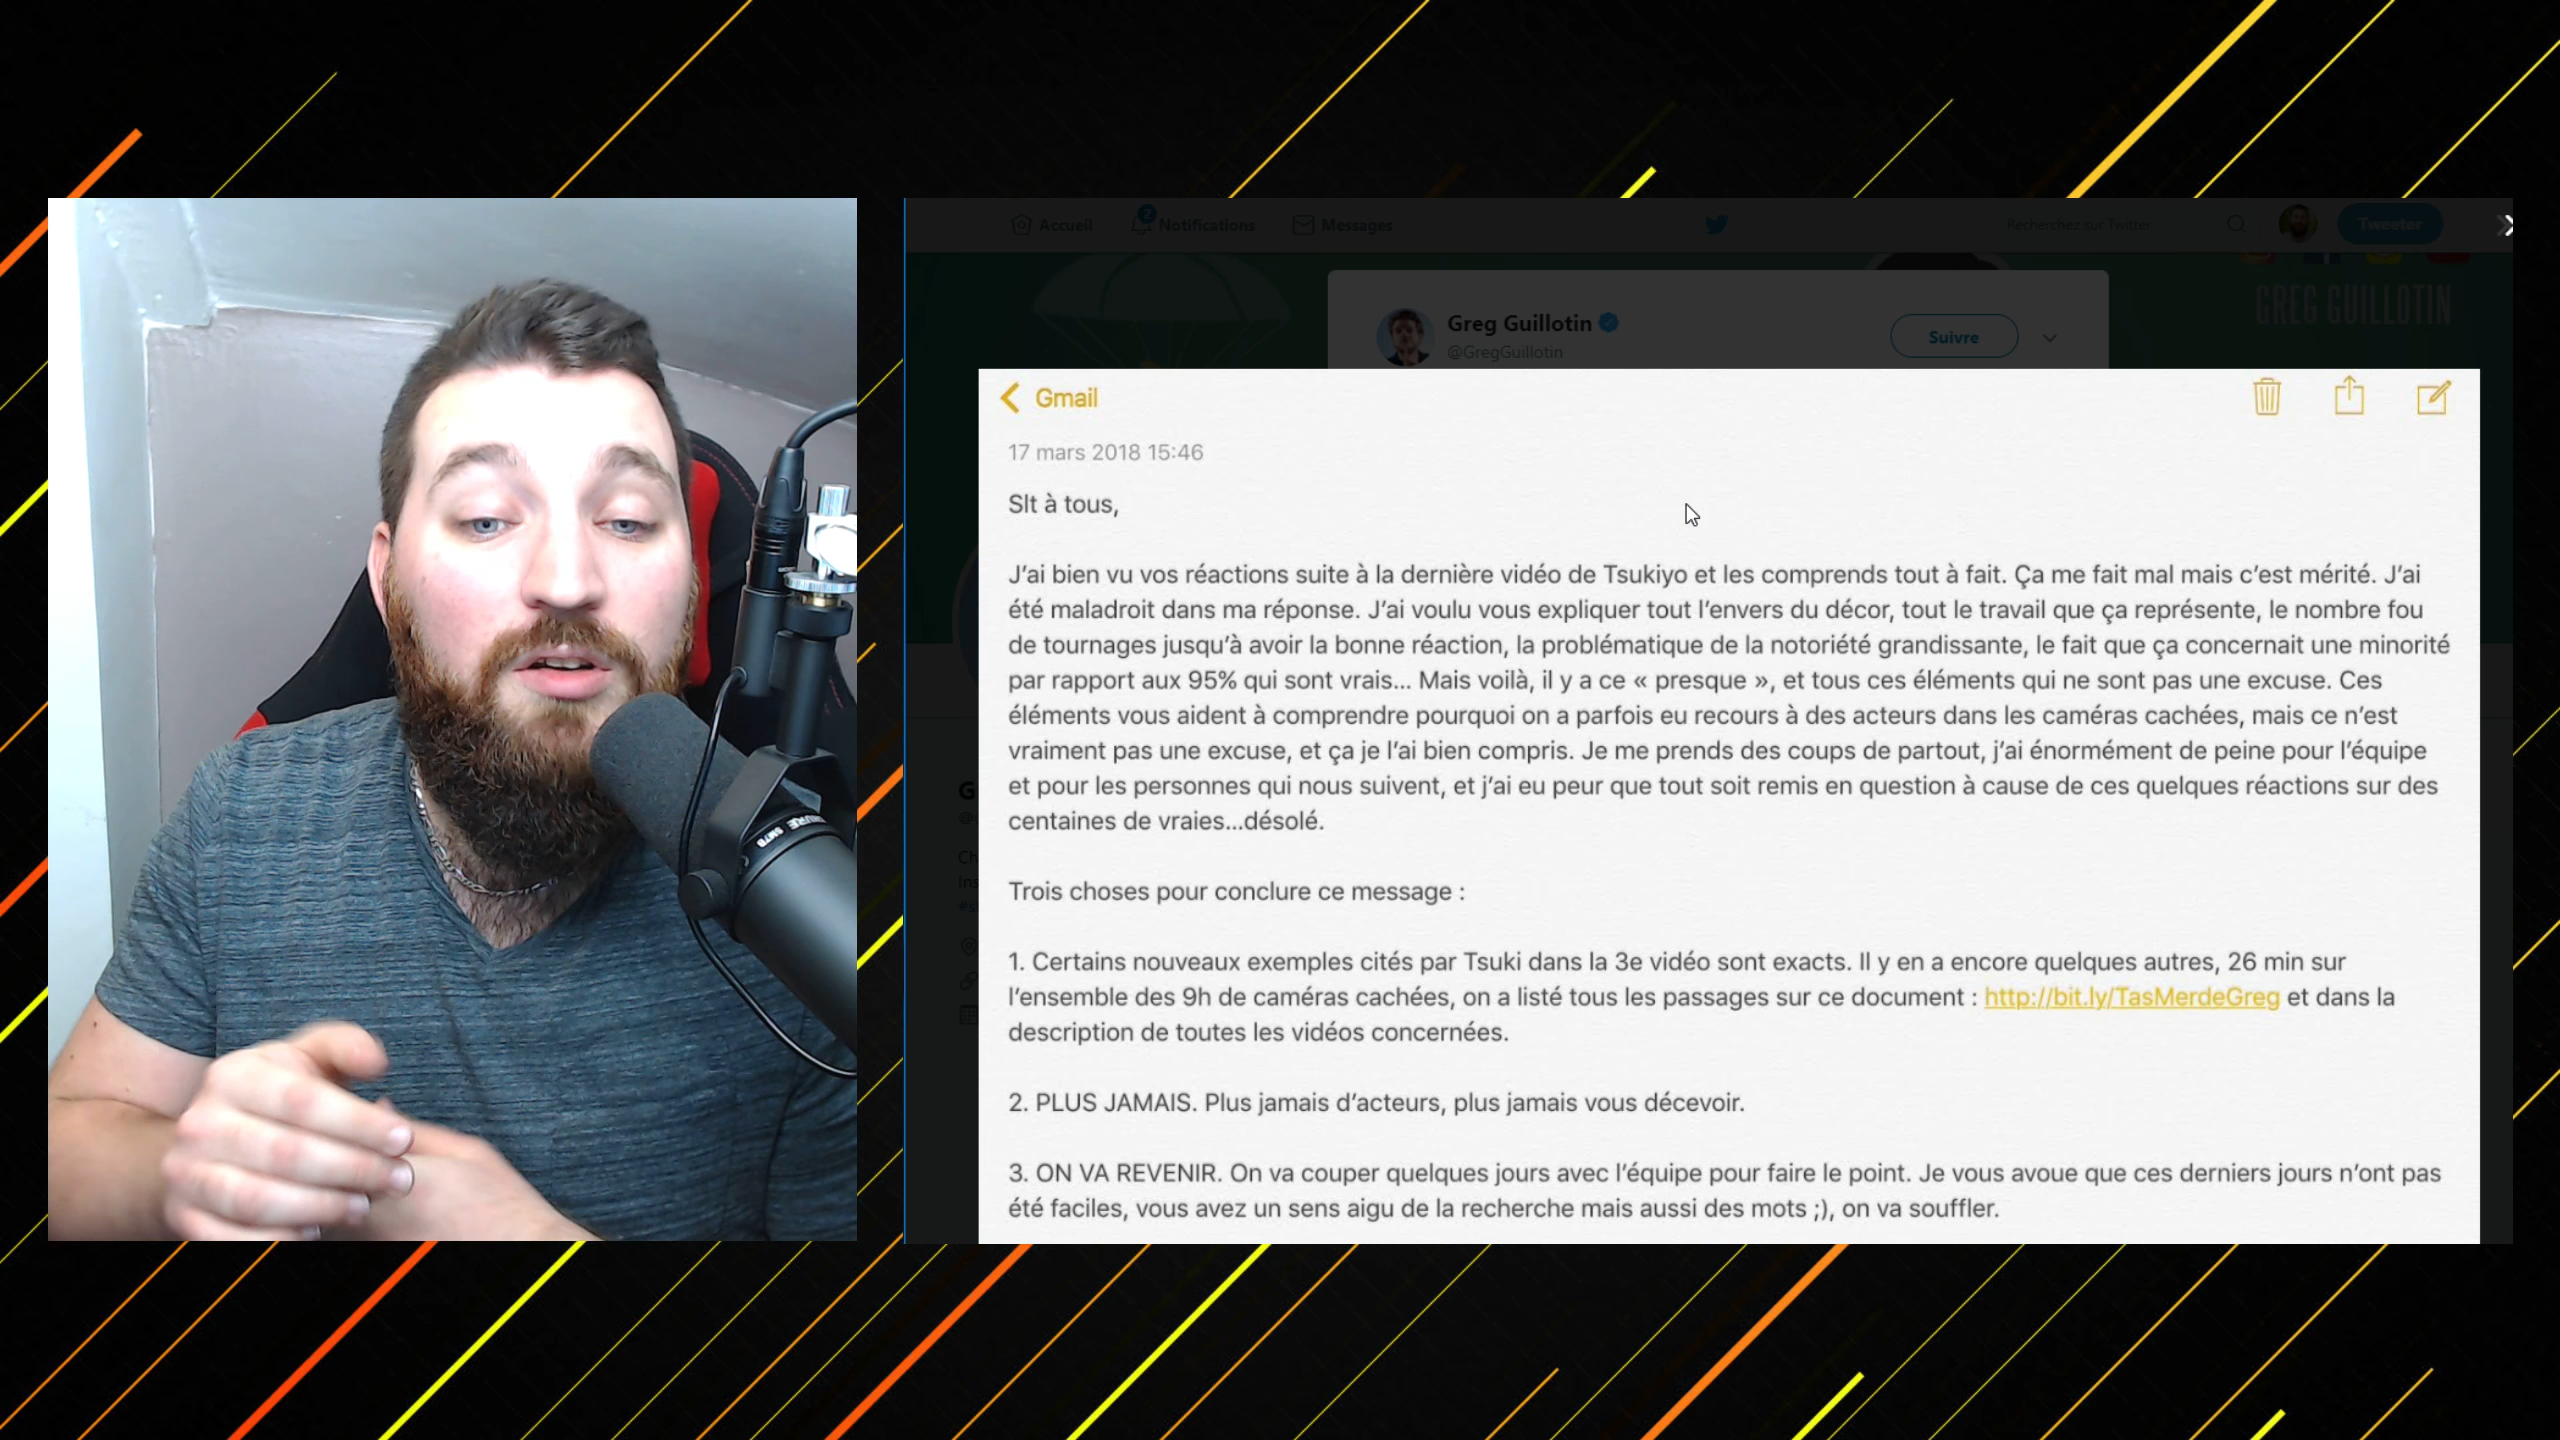 Accueil
2
Notifications
Messages
Recherchez sur Twitter
Tweeter
GREG GUILLOTIN
Greg Guillotin
@GregGuillotin
Suivre
Gmail
17 mars 2018 15:46
Slt à tous,
J'ai bien vu vos réactions suite à la dernière vidéo de Tsukiyo et les comprends tout à fait. Ça me fait mal mais c'est mérité. J'ai
été maladroit dans ma réponse. J'ai voulu vous expliquer tout l'envers du décor, tout le travail que ça représente, le nombre fou
de tournages jusqu'à avoir la bonne réaction, la problématique de la notoriété grandissante, le fait que ça concernait une minorité
par rapport aux 95% qui sont vrais... Mais voilà, il y a ce « presque », et tous ces éléments qui ne sont pas une excuse. Ces
éléments vous aident à comprendre pourquoi on a parfois eu recours à des acteurs dans les caméras cachées, mais ce n'est
vraiment pas une excuse, et ça je l'ai bien compris. Je me prends des coups de partout, j'ai énormément de peine pour l'équipe
et pour les personnes qui nous suivent, et j'ai eu peur que tout soit remis en question à cause de ces quelques réactions sur des
centaines de vraies...désolé.
Trois choses pour conclure ce message :
1. Certains nouveaux exemples cités par Tsuki dans la 3e vidéo sont exacts. Il y en a encore quelques autres, 26 min sur
l'ensemble des 9h de caméras cachées, on a listé tous les passages sur ce document : http://bit.ly/TasMerdeGreg et dans la
description de toutes les vidéos concernées.
2. PLUS JAMAIS. Plus jamais d'acteurs, plus jamais vous décevoir.
3. ON VA REVENIR. On va couper quelques jours avec l'équipe pour faire le point. Je vous avoue que ces derniers jours n'ont pas
été faciles, vous avez un sens aigu de la recherche mais aussi des mots ;), on va souffler.
G
Ch
Ins
SHURE SM7B